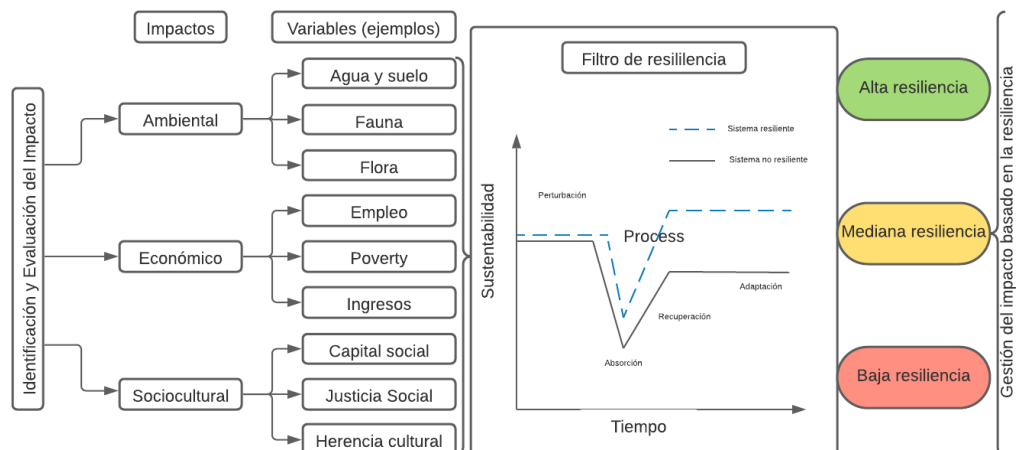 Impactos
Variables (ejemplos)
Identificación y Evaluación del Impacto
Ambiental
Agua y suelo
Fauna
Flora
Económico
Empleo
Poverty
Ingresos
Sociocultural
Capital social
Justicia Social
Herencia cultural
Filtro de resililencia
Sistema resiliente
Sistema no resiliente
Perturbación
Process
Sustentabilidad
Adaptación
Recuperación
Absorción
Tiempo
Alta resiliencia
Mediana resiliencia
Baja resiliencia
Gestión del impacto basado en la resiliencia